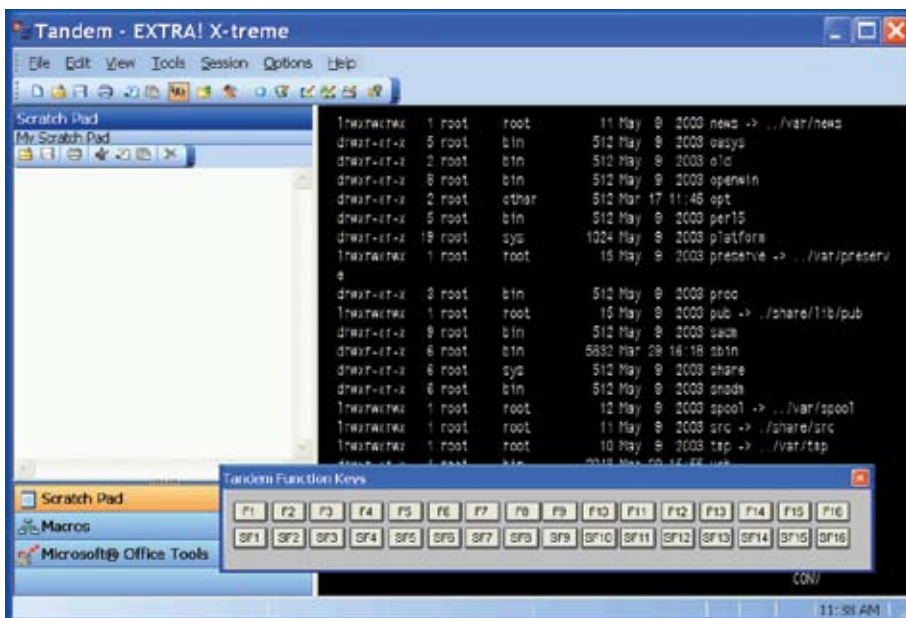 Tandem - EXTRA! X-treme
File Edit View Tools Session Options Help
Scratch Pad
My Scratch Pad
lrwxrwxrwx 1 root root 11 May 9 2003 news -> ../var/news
drwxr-xr-x 5 root bin 512 May 9 2003 oasys
drwxr-xr-x 2 root bin 512 May 9 2003 old
drwxr-xr-x 8 root bin 512 May 9 2003 openwin
drwxr-xr-x 2 root other 512 Mar 17 11:46 opt
drwxr-xr-x 5 root bin 512 May 9 2003 perl5
drwxr-xr-x 19 root sys 1024 May 9 2003 platform
lrwxrwxrwx 1 root root 15 May 9 2003 preserve -> ../var/preserv
e
drwxr-xr-x 3 root bin 512 May 9 2003 proc
lrwxrwxrwx 1 root root 15 May 9 2003 pub -> ./share/lib/pub
drwxr-xr-x 9 root bin 512 May 9 2003 sadm
drwxr-xr-x 6 root bin 5632 Mar 29 16:18 sbin
drwxr-xr-x 6 root sys 512 May 9 2003 share
drwxr-xr-x 6 root bin 512 May 9 2003 snadm
lrwxrwxrwx 1 root root 12 May 9 2003 spool -> ../var/spool
lrwxrwxrwx 1 root root 11 May 9 2003 src -> ./share/src
lrwxrwxrwx 1 root root 10 May 9 2003 tmp -> ../var/tmp
Tandem Function Keys
F1 F2 F3 F4 F5 F6 F7 F8 F9 F10 F11 F12 F13 F14 F15 F16
SF1 SF2 SF3 SF4 SF5 SF6 SF7 SF8 SF9 SF10 SF11 SF12 SF13 SF14 SF15 SF16
Scratch Pad
Macros
Microsoft® Office Tools
CONV
11:38 AM